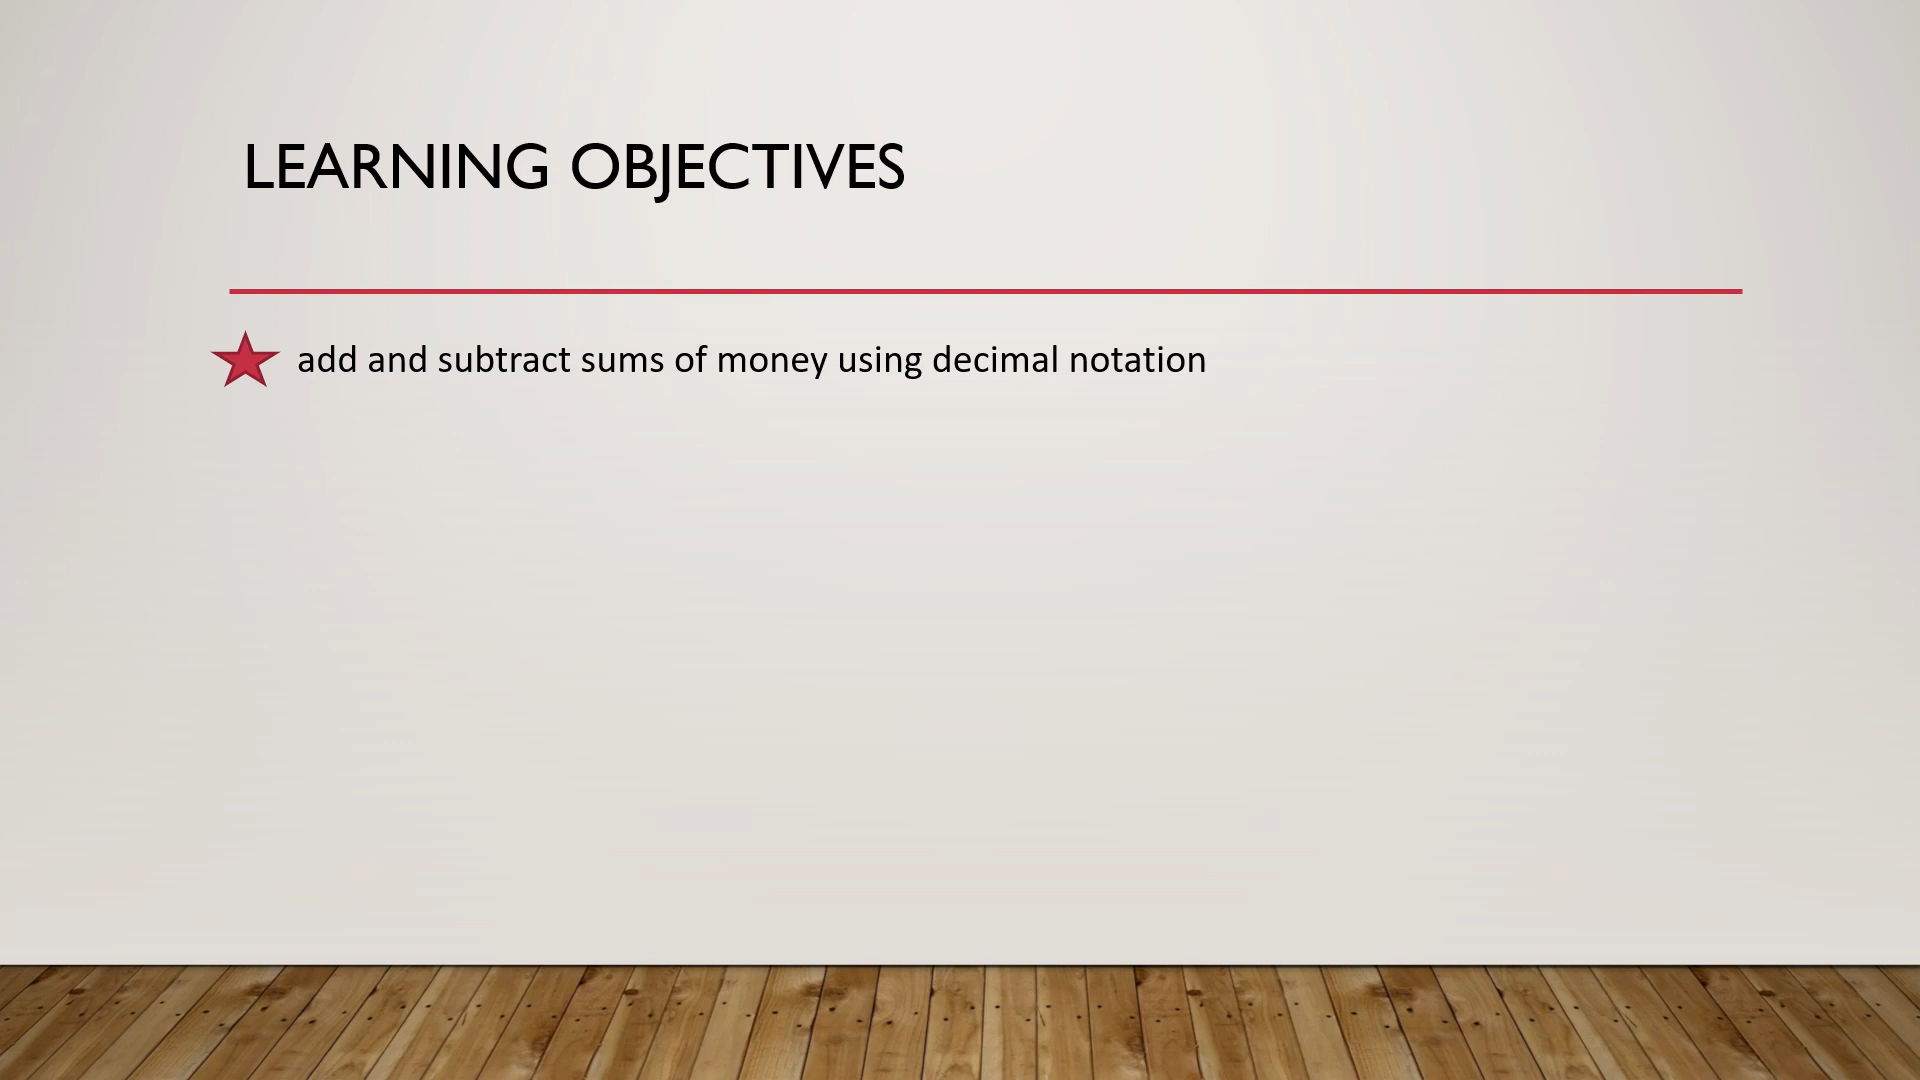 LEARNING OBJECTIVES
add and subtract sums of money using decimal notation